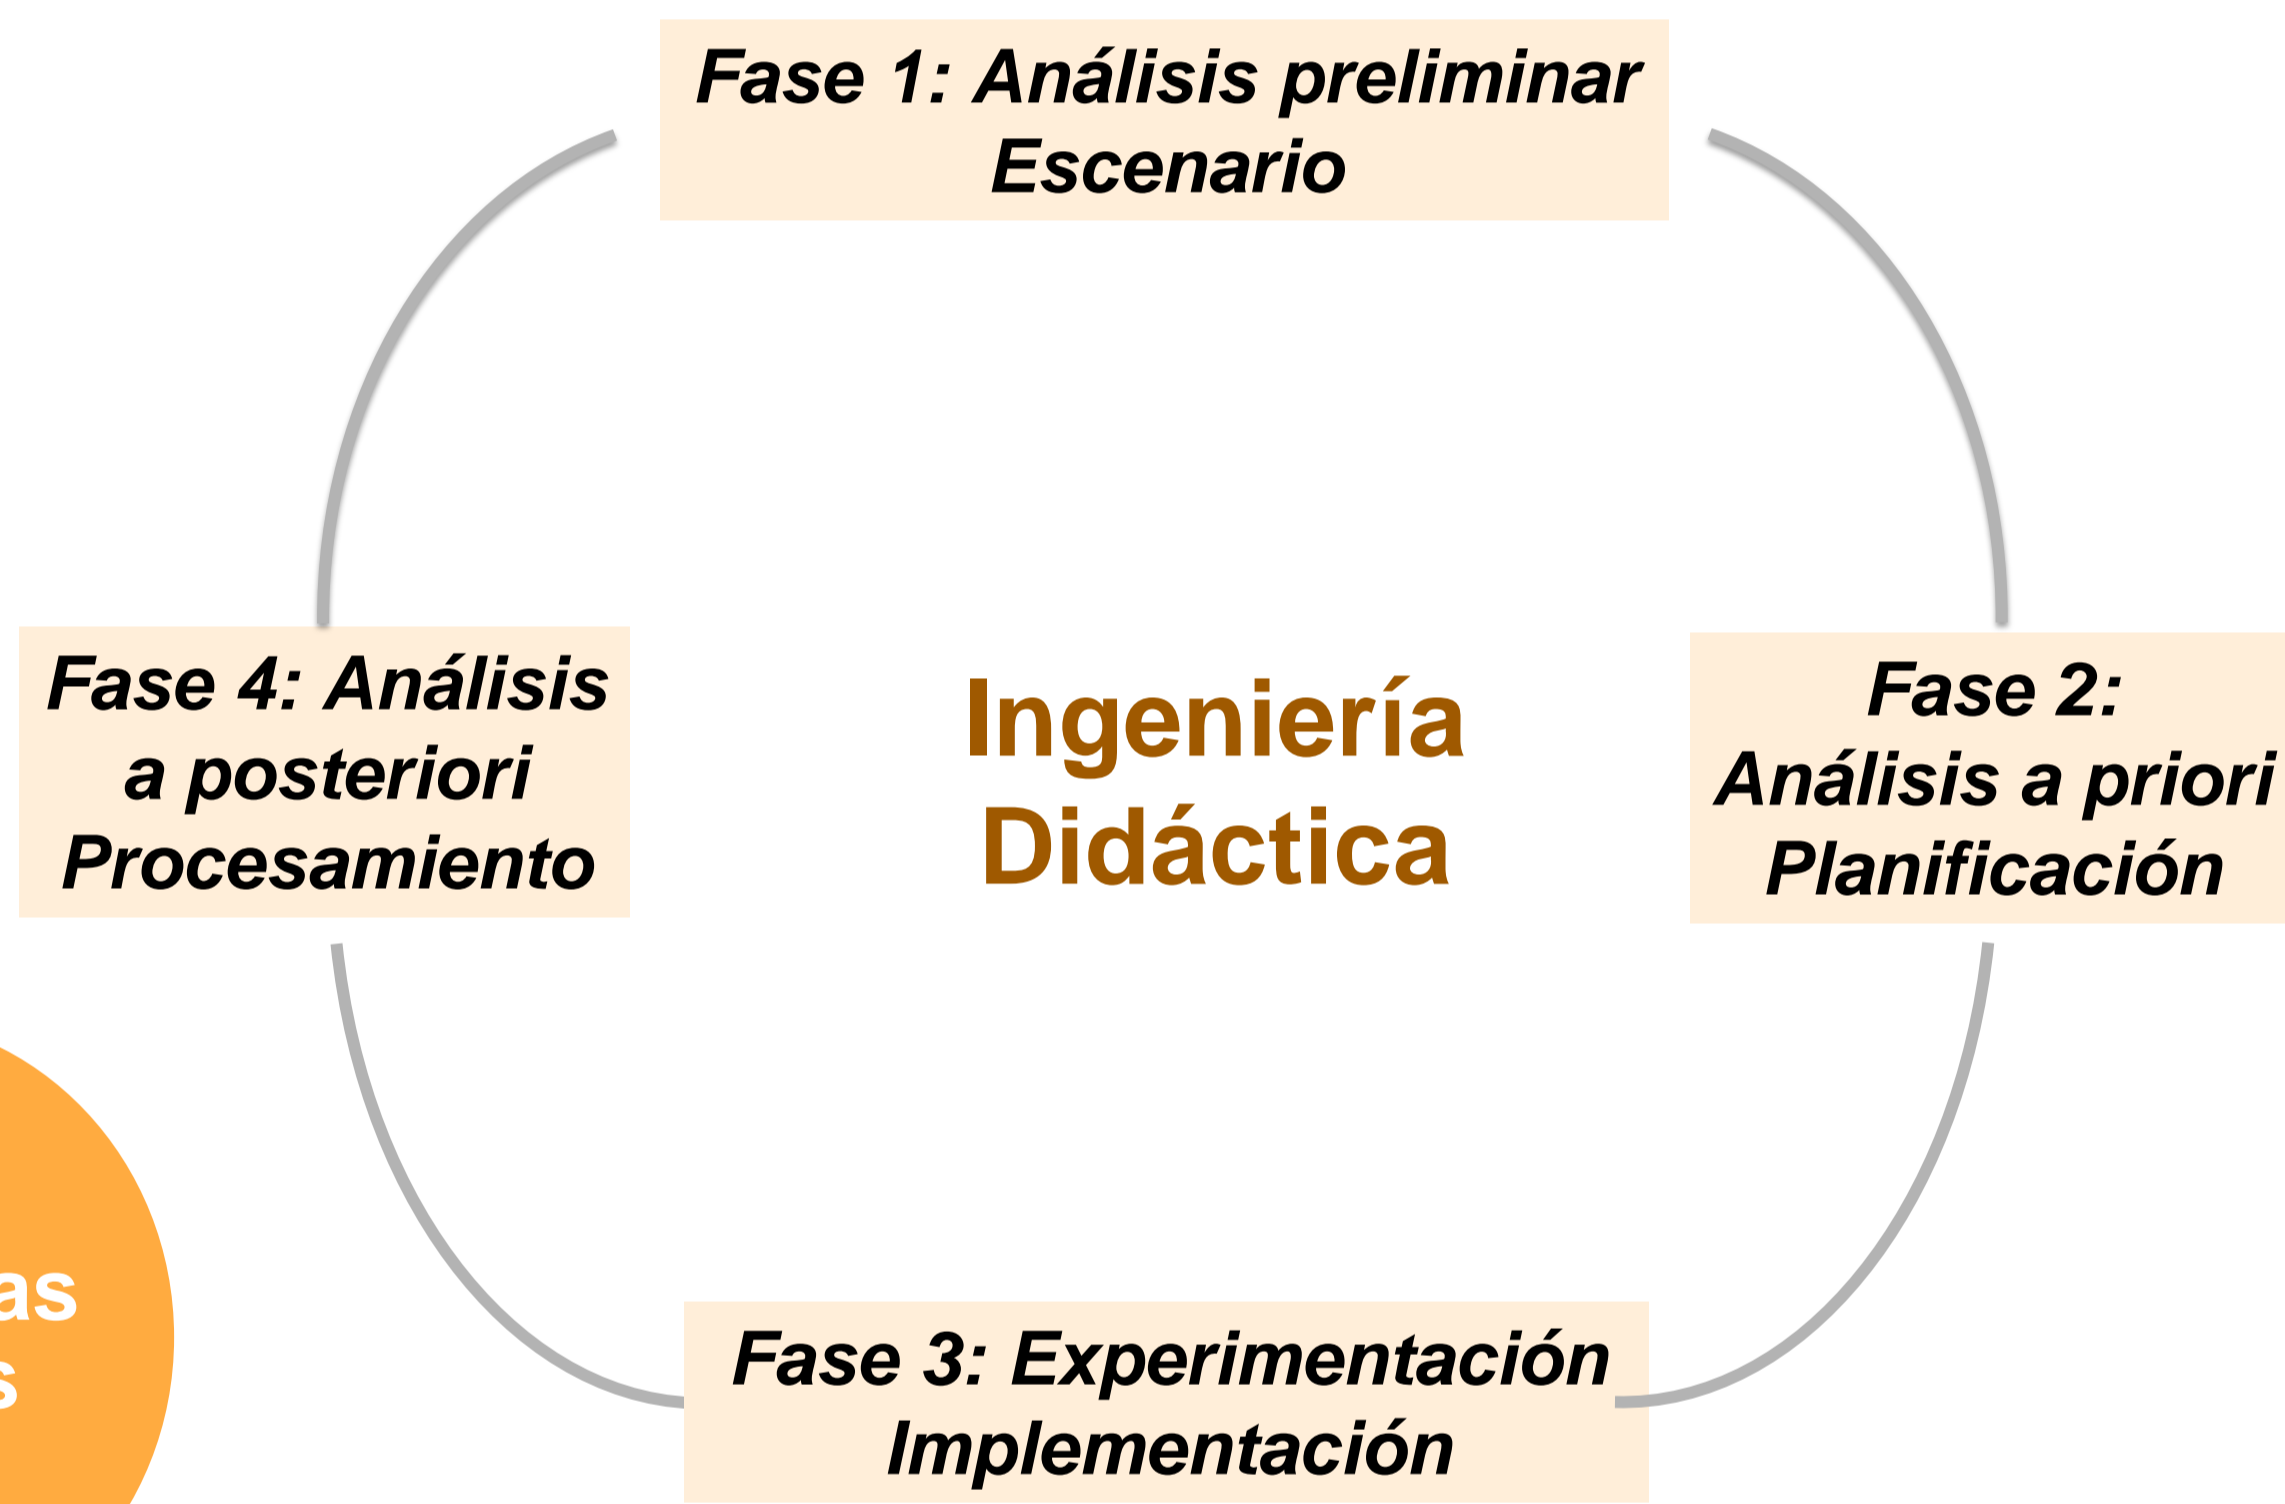 Fase 1: Análisis preliminar
Escenario
Fase 4: Análisis
a posteriori
Procesamiento
Ingeniería
Didáctica
Fase 2:
Análisis a priori
Planificación
Fase 3: Experimentación
Implementación